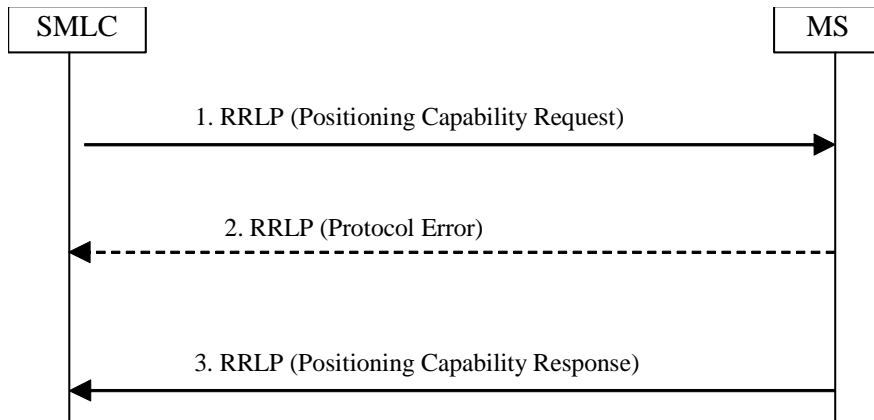 SMLC
MS
1. RRLP (Positioning Capability Request)
2. RRLP (Protocol Error)
3. RRLP (Positioning Capability Response)